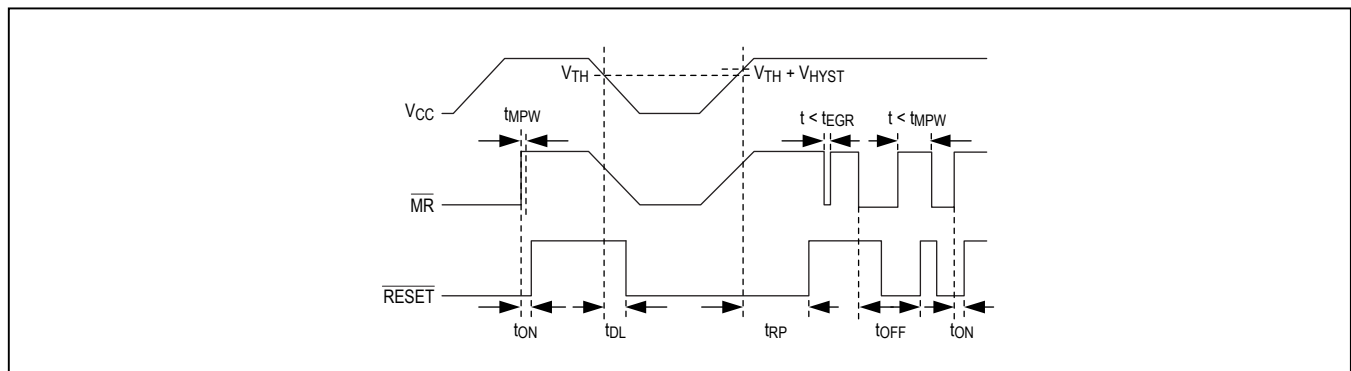 VTH
VTH + VHYST
VCC
tMPW
t < tEGR
t < tMPW
MR
RESET
tON
tDL
tRP
tOFF
tON